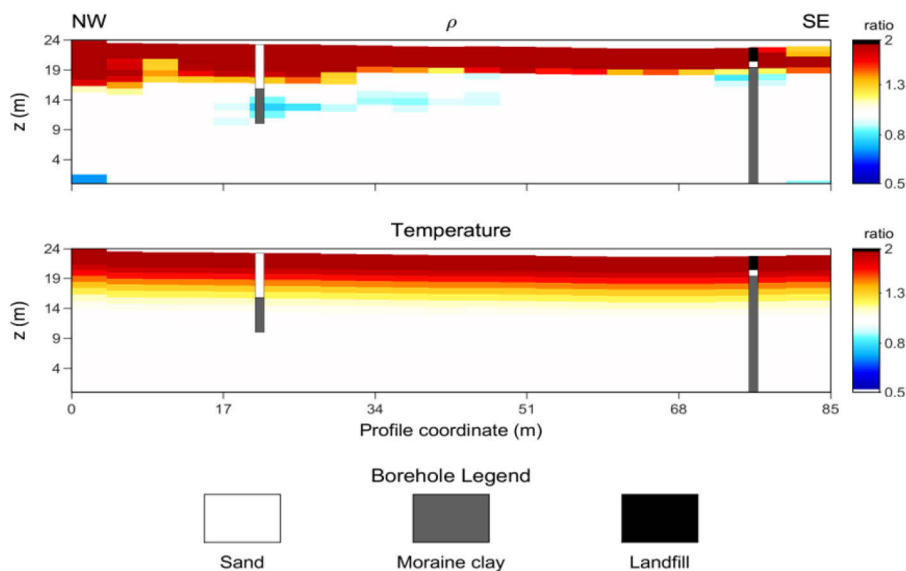 NW ρ SE
ratio
24 2
19 1.3
z (m)
14
9 0.8
4
0.5
Temperature
ratio
24 2
19 1.3
z (m)
14
9 0.8
4
0.5
0 17 34 51 68 85
Profile coordinate (m)
Borehole Legend
Sand Moraine clay Landfill